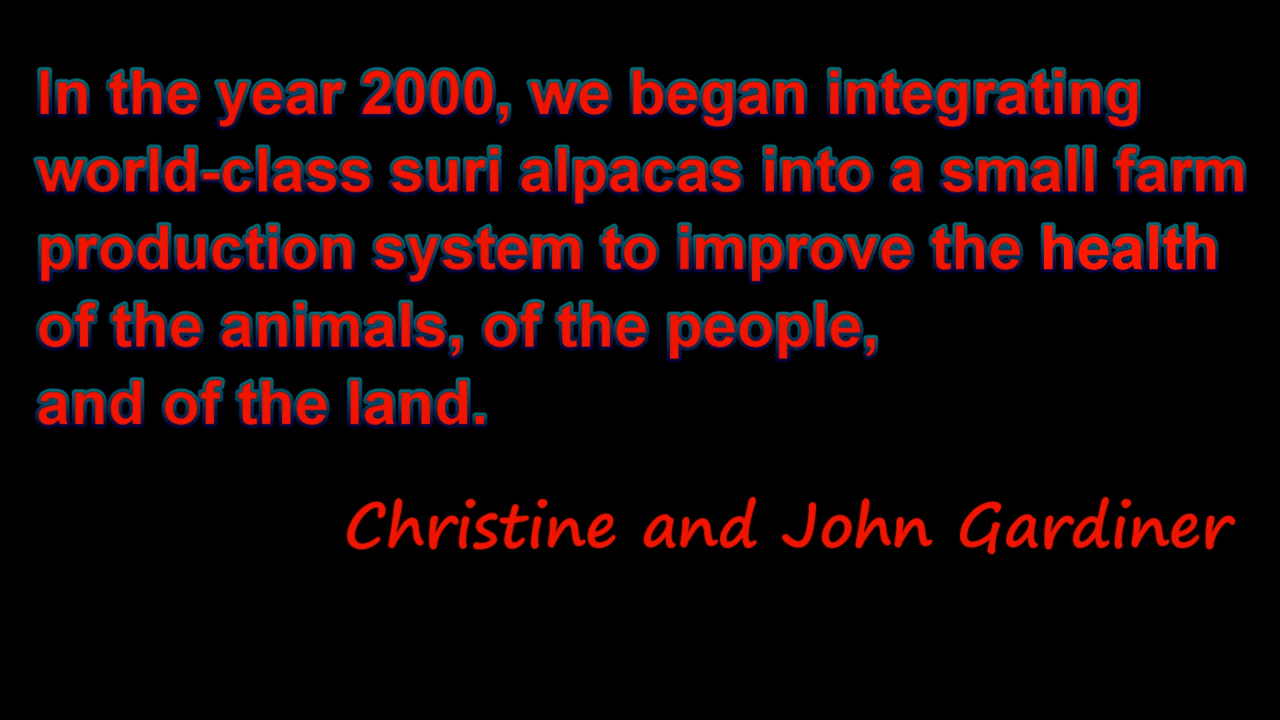 In the year 2000, we began integrating
world-class suri alpacas into a small farm
production system to improve the health
of the animals, of the people,
and of the land.
Christine and John Gardiner